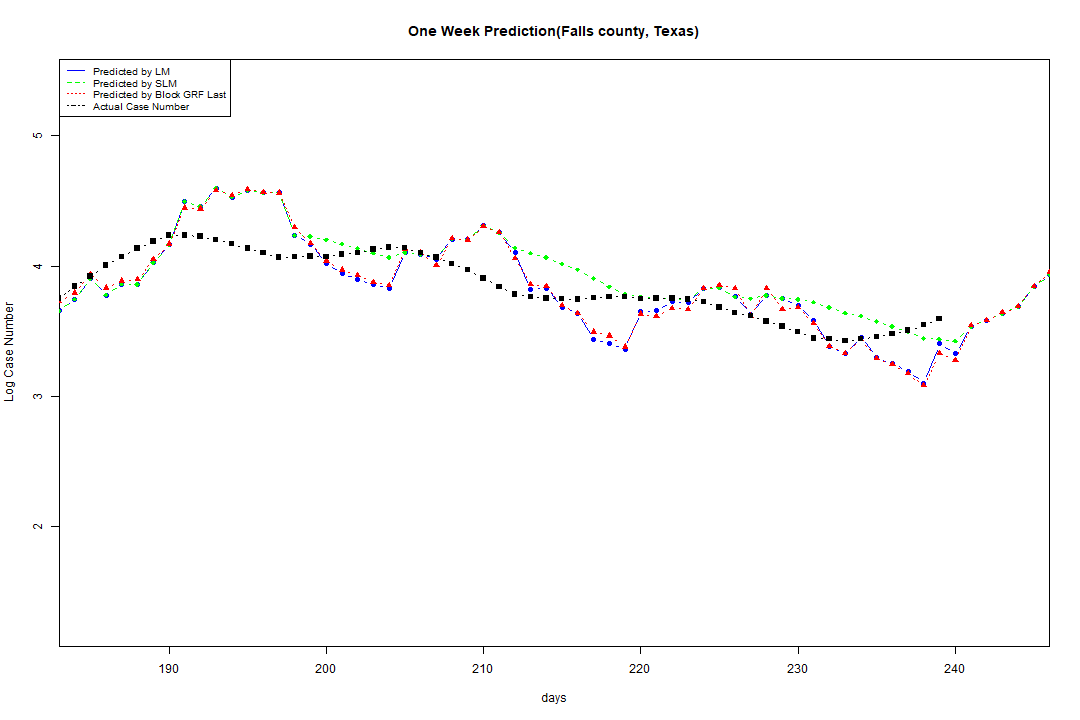 One Week Prediction(Falls county, Texas)
Predicted by LM
Predicted by SLM
Predicted by Block GRF Last
Actual Case Number
5
4
3
2
Log Case Number
190 200 210 220 230 240
days